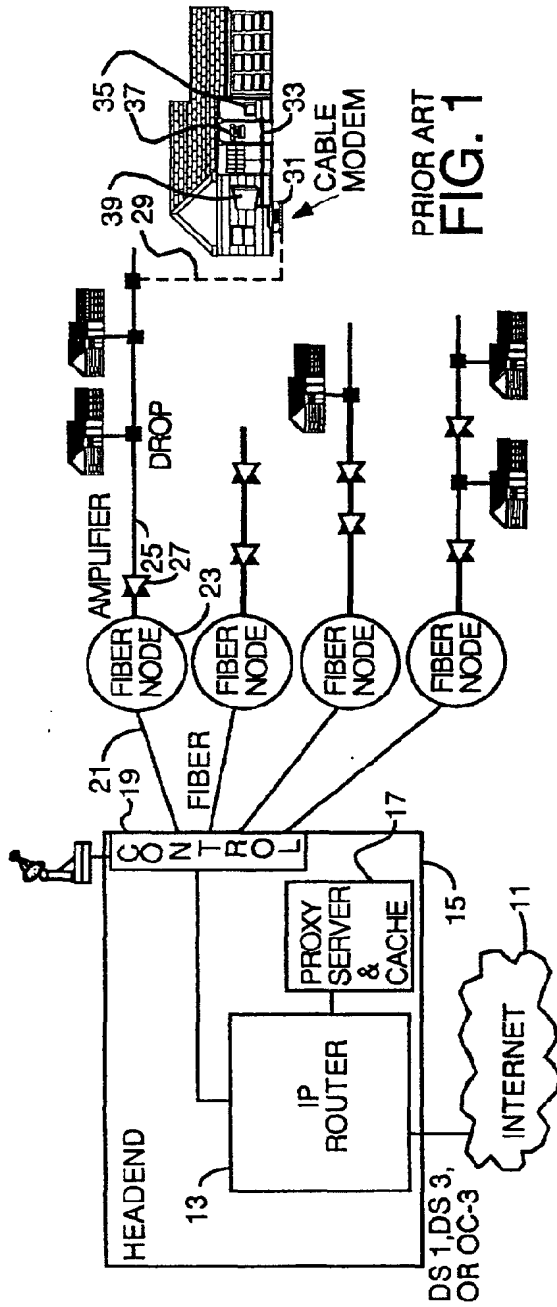 HEADEND
13
IP
ROUTER
PROXY
SERVER
&
CACHE
17
15
CONTROL
19
21
FIBER
FIBER
NODE
FIBER
NODE
FIBER
NODE
FIBER
NODE
23
AMPLIFIER
25
27
DROP
29
39
37
35
33
31
CABLE
MODEM
DS 1,DS 3,
OR OC-3
INTERNET
11
PRIOR ART
FIG. 1